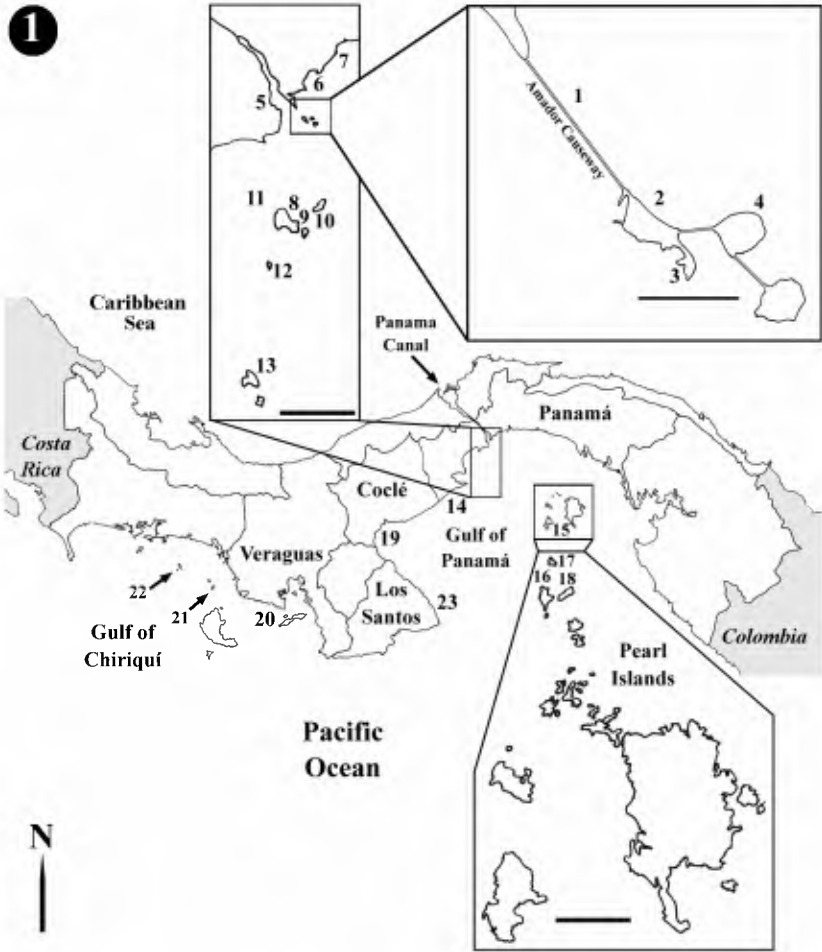 1
7
6
5
1
Amador Causeway
2
4
3
11
8
9
10
12
13
Caribbean
Sea
Panama
Canal
Panamá
Costa
Rica
Coclé
14
15
Gulf of
Panamá
19
Veraguas
17
16
18
Los
Santos
23
22
21
20
Gulf of
Chiriquí
Colombia
Pearl
Islands
Pacific
Ocean
N